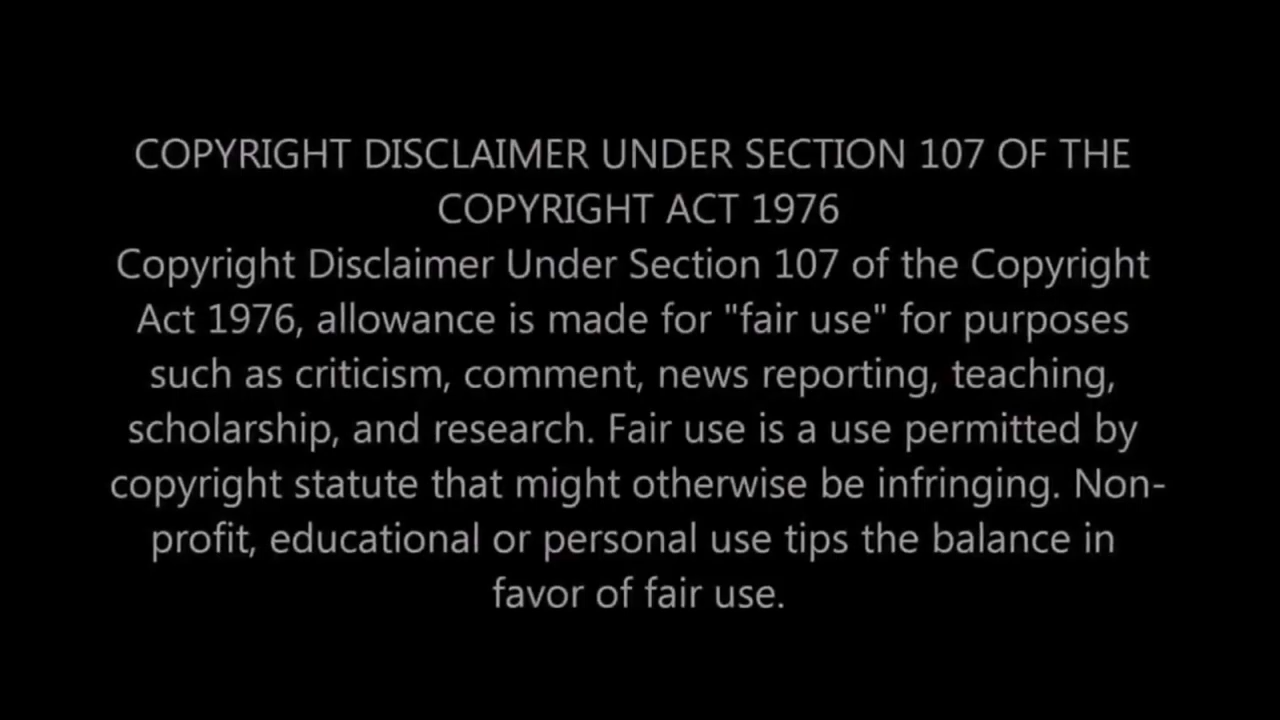 COPYRIGHT DISCLAIMER UNDER SECTION 107 OF THE
COPYRIGHT ACT 1976
Copyright Disclaimer Under Section 107 of the Copyright
Act 1976, allowance is made for "fair use" for purposes
such as criticism, comment, news reporting, teaching,
scholarship, and research. Fair use is a use permitted by
copyright statute that might otherwise be infringing. Non-
profit, educational or personal use tips the balance in
favor of fair use.